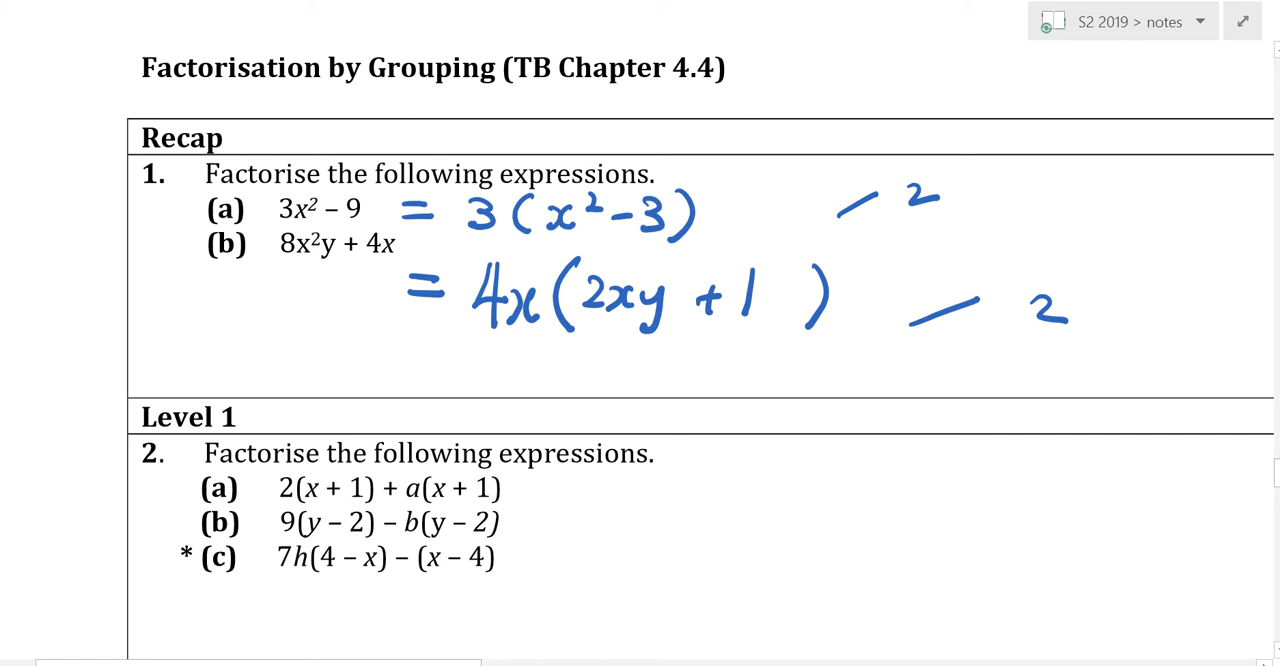 S2 2019 > notes
Factorisation by Grouping (TB Chapter 4.4)
Recap
1. Factorise the following expressions.
(a) 3x² – 9 = 3(x² – 3) — 2
(b) 8x²y + 4x
= 4x(2xy + 1 ) — 2
Level 1
2. Factorise the following expressions.
(a) 2(x + 1) + a(x + 1)
(b) 9(y – 2) – b(y – 2)
* (c) 7h(4 – x) – (x – 4)